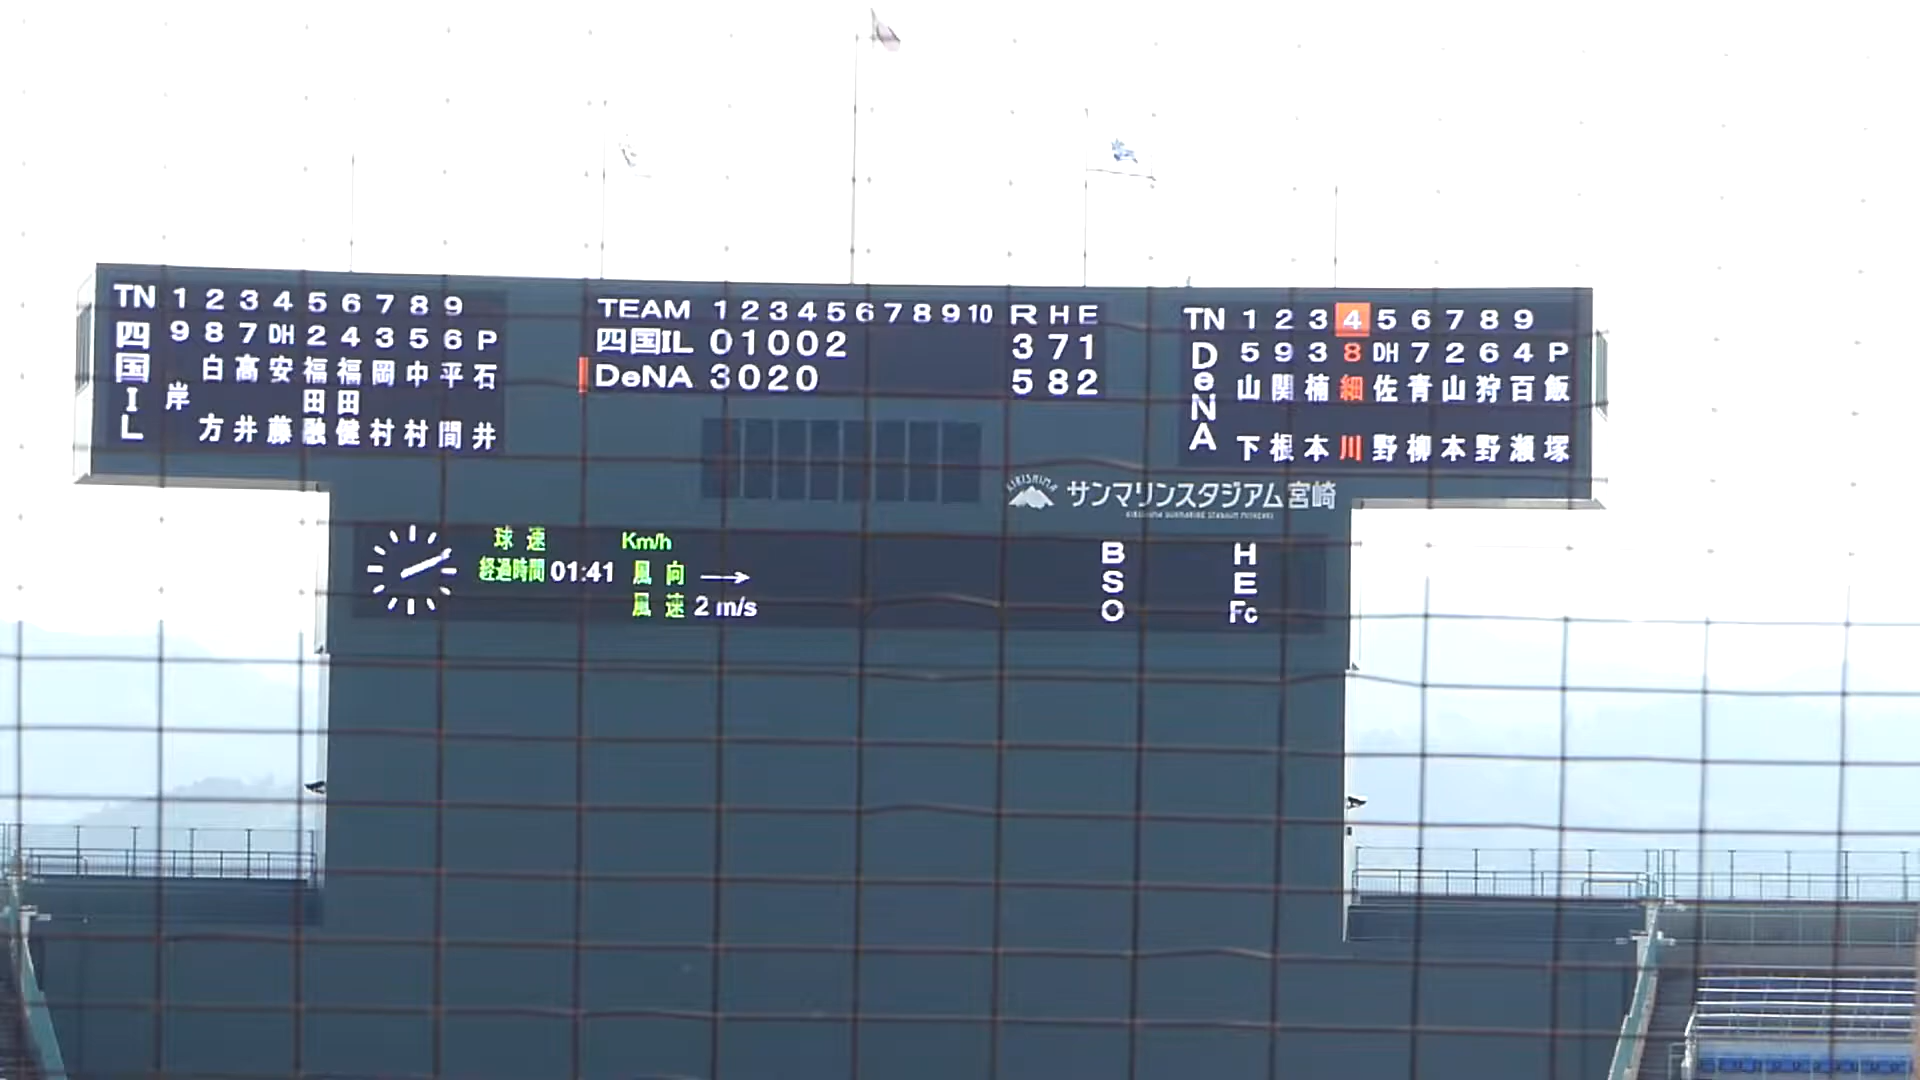 TN 1 2 3 4 5 6 7 8 9
四国IL 9 8 7 DH 2 4 3 5 6 P
岸 白方 高井 安藤 福田融 福田健 岡村 中村 平間 石井
TEAM 1 2 3 4 5 6 7 8 9 10 R H E
四国IL 0 1 0 0 2 3 7 1
DeNA 3 0 2 0 5 8 2
TN 1 2 3 4 5 6 7 8 9
DeNA 5 9 3 8 DH 7 2 6 4 P
山下 関根 楠本 細川 佐野 青柳 山本 狩野 百瀬 飯塚
KIRISHIMA サンマリンスタジアム宮崎
球速 Km/h
経過時間 01:41 風向 →
風速 2 m/s
B H
S E
O Fc